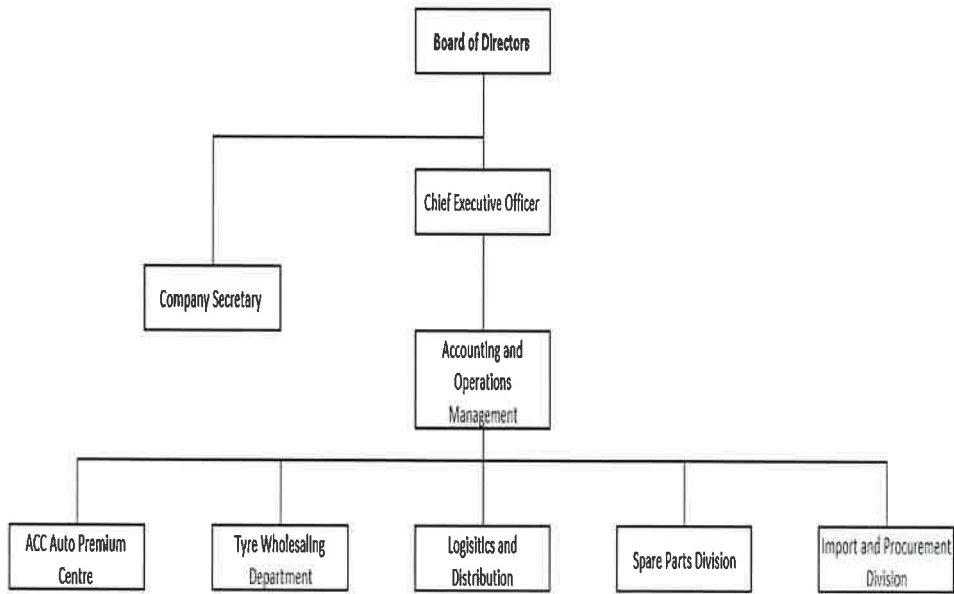 Board of Directors
Chief Executive Officer
Company Secretary
Accounting and
Operations
Management
ACC Auto Premium
Centre
Tyre Wholesaling
Department
Logisitics and
Distribution
Spare Parts Division
Import and Procurement
Division